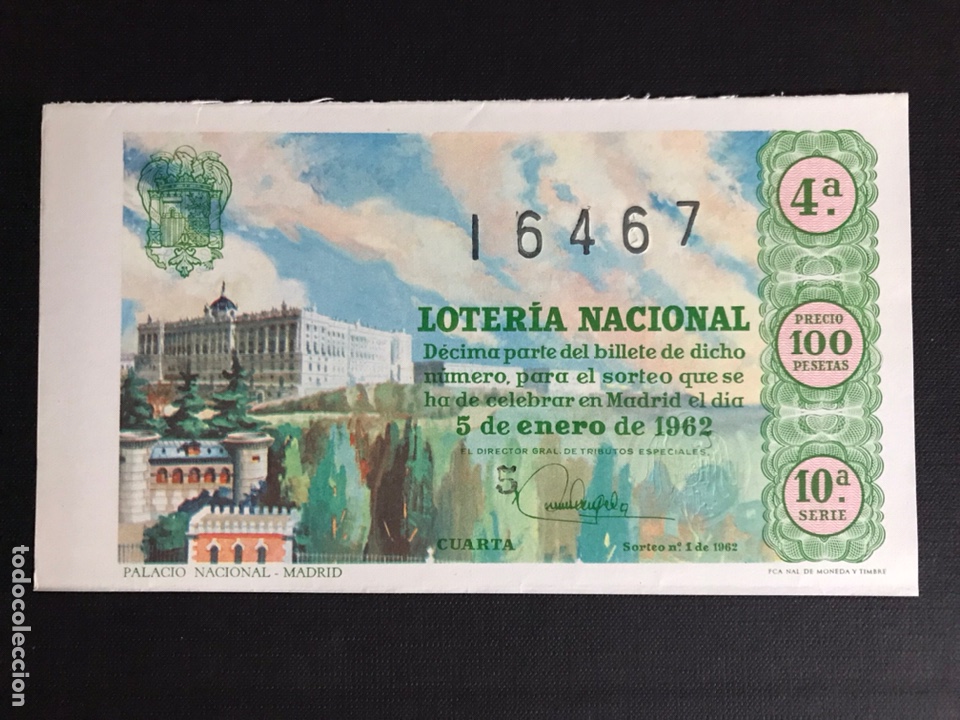 16467
4.ª
LOTERÍA NACIONAL
Décima parte del billete de dicho
número, para el sorteo que se
ha de celebrar en Madrid el día
5 de enero de 1962
PRECIO
100
PESETAS
EL DIRECTOR GRAL. DE TRIBUTOS ESPECIALES,
5
10ª.
SERIE
CUARTA
Sorteo nº. 1 de 1962
PALACIO NACIONAL - MADRID
FCA NAL DE MONEDA Y TIMBRE
todocoleccion